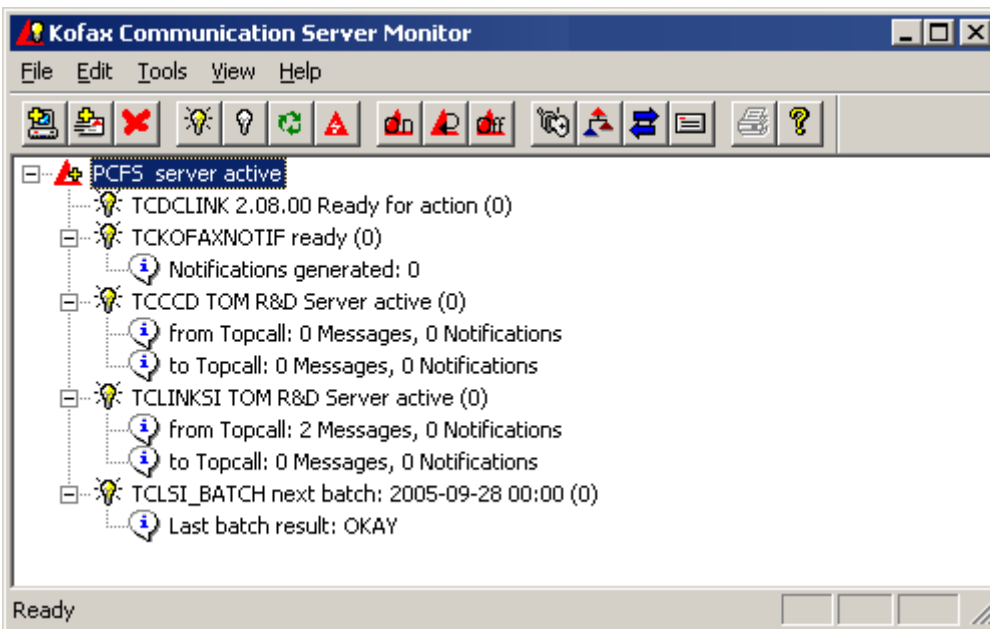 Kofax Communication Server Monitor
File Edit Tools View Help
on off
PCFS server active
TCDCLINK 2.08.00 Ready for action (0)
TCKOFAXNOTIF ready (0)
Notifications generated: 0
TCCCD TOM R&D Server active (0)
from Topcall: 0 Messages, 0 Notifications
to Topcall: 0 Messages, 0 Notifications
TCLINKSI TOM R&D Server active (0)
from Topcall: 2 Messages, 0 Notifications
to Topcall: 0 Messages, 0 Notifications
TCLSI_BATCH next batch: 2005-09-28 00:00 (0)
Last batch result: OKAY
Ready